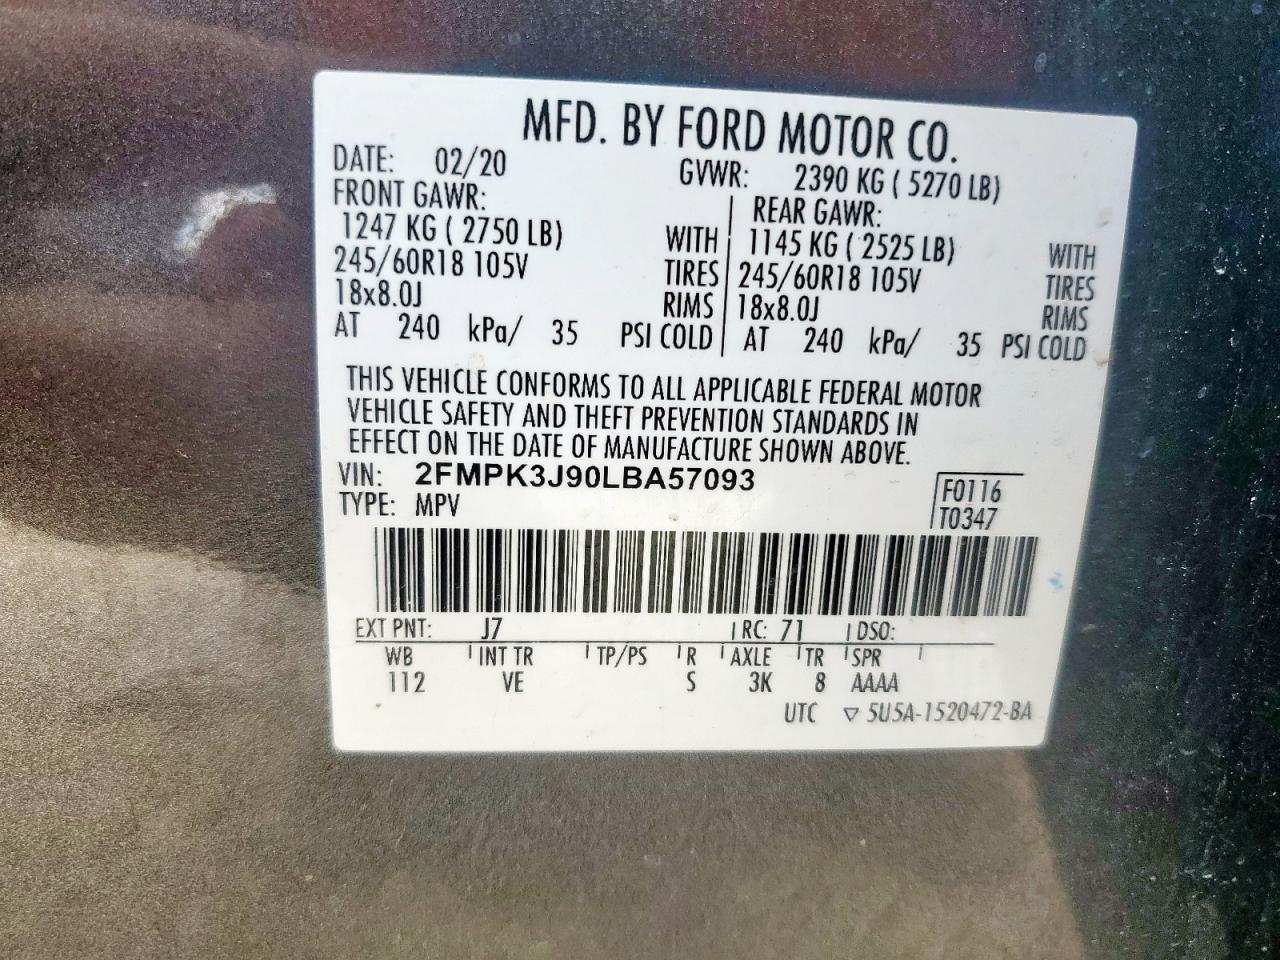 MFD. BY FORD MOTOR CO.
DATE: 02/20 GVWR: 2390 KG ( 5270 LB)
FRONT GAWR: REAR GAWR:
1247 KG ( 2750 LB) WITH 1145 KG ( 2525 LB) WITH
245/60R18 105V TIRES 245/60R18 105V TIRES
18x8.0J RIMS 18x8.0J RIMS
AT 240 kPa/ 35 PSI COLD AT 240 kPa/ 35 PSI COLD
THIS VEHICLE CONFORMS TO ALL APPLICABLE FEDERAL MOTOR
VEHICLE SAFETY AND THEFT PREVENTION STANDARDS IN
EFFECT ON THE DATE OF MANUFACTURE SHOWN ABOVE.
VIN: 2FMPK3J90LBA57093 F0116
TYPE: MPV T0347
EXT PNT: J7 RC: 71 DSO:
WB INT TR TP/PS R AXLE TR SPR
112 VE S 3K 8 AAAA
UTC ▽ 5U5A-1520472-BA